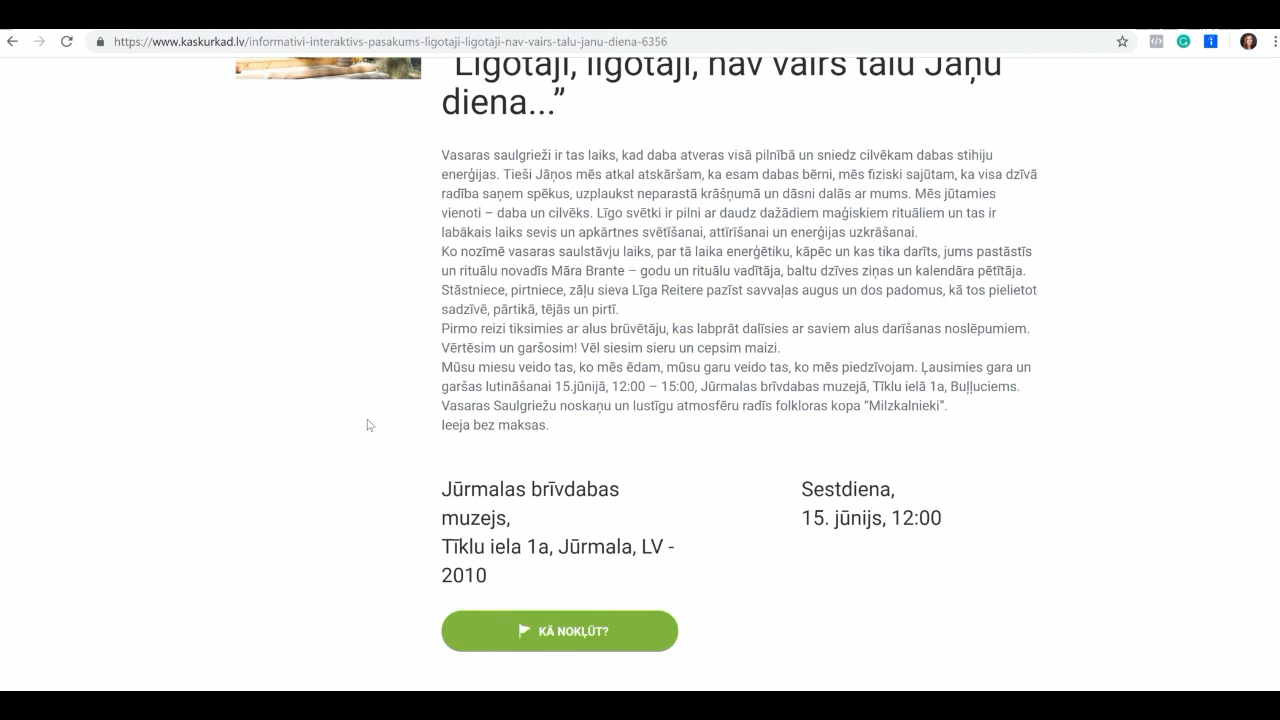 https://www.kaskurkad.lv/informativi-interaktivs-pasakums-ligotaji-ligotaji-nav-vairs-talu-janu-diena-6356
“Līgotāji, līgotāji, nav vairs tālu Jāņu
diena...”
Vasaras saulgrieži ir tas laiks, kad daba atveras visā pilnībā un sniedz cilvēkam dabas stihiju
enerģijas. Tieši Jāņos mēs atkal atskāršam, ka esam dabas bērni, mēs fiziski sajūtam, ka visa dzīvā
radība saņem spēkus, uzplaukst neparastā krāšņumā un dāsni dalās ar mums. Mēs jūtamies
vienoti – daba un cilvēks. Līgo svētki ir pilni ar daudz dažādiem maģiskiem rituāliem un tas ir
labākais laiks sevis un apkārtnes svētīšanai, attīrīšanai un enerģijas uzkrāšanai.
Ko nozīmē vasaras saulstāvju laiks, par tā laika enerģētiku, kāpēc un kas tika darīts, jums pastāstīs
un rituālu novadīs Māra Brante – godu un rituālu vadītāja, baltu dzīves ziņas un kalendāra pētītāja.
Stāstniece, pirtniece, zāļu sieva Līga Reitere pazīst savvaļas augus un dos padomus, kā tos pielietot
sadzīvē, pārtikā, tējās un pirtī.
Pirmo reizi tiksimies ar alus brūvētāju, kas labprāt dalīsies ar saviem alus darīšanas noslēpumiem.
Vērtēsim un garšosim! Vēl siesim sieru un cepsim maizi.
Mūsu miesu veido tas, ko mēs ēdam, mūsu garu veido tas, ko mēs piedzīvojam. Ļausimies gara un
garšas lutināšanai 15.jūnijā, 12:00 – 15:00, Jūrmalas brīvdabas muzejā, Tīklu ielā 1a, Buļļuciems.
Vasaras Saulgriežu noskaņu un lustīgu atmosfēru radīs folkloras kopa “Milzkalnieki”.
Ieeja bez maksas.
Jūrmalas brīvdabas
muzejs,
Tīklu iela 1a, Jūrmala, LV -
2010
Sestdiena,
15. jūnijs, 12:00
KĀ NOKĻŪT?